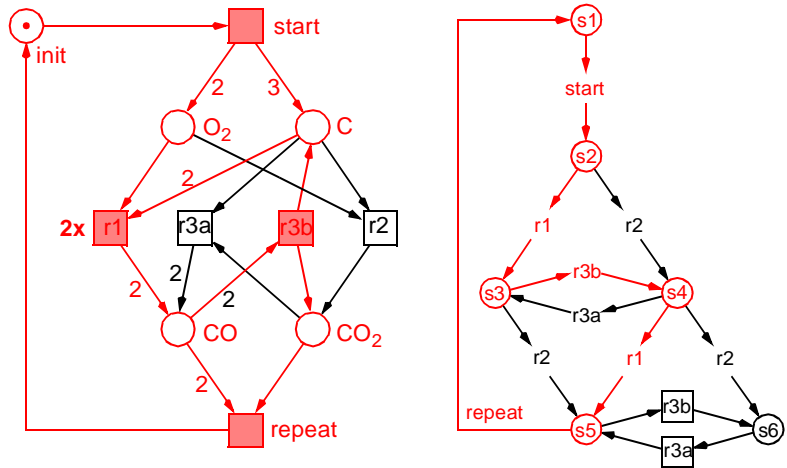 start
init
2
3
O2
C
2
2x
r1
r3a
r3b
r2
2
2
2
CO
CO2
2
repeat
s1
start
s2
r1
r2
s3
r3b
s4
r3a
r2
r1
r2
repeat
s5
r3b
s6
r3a